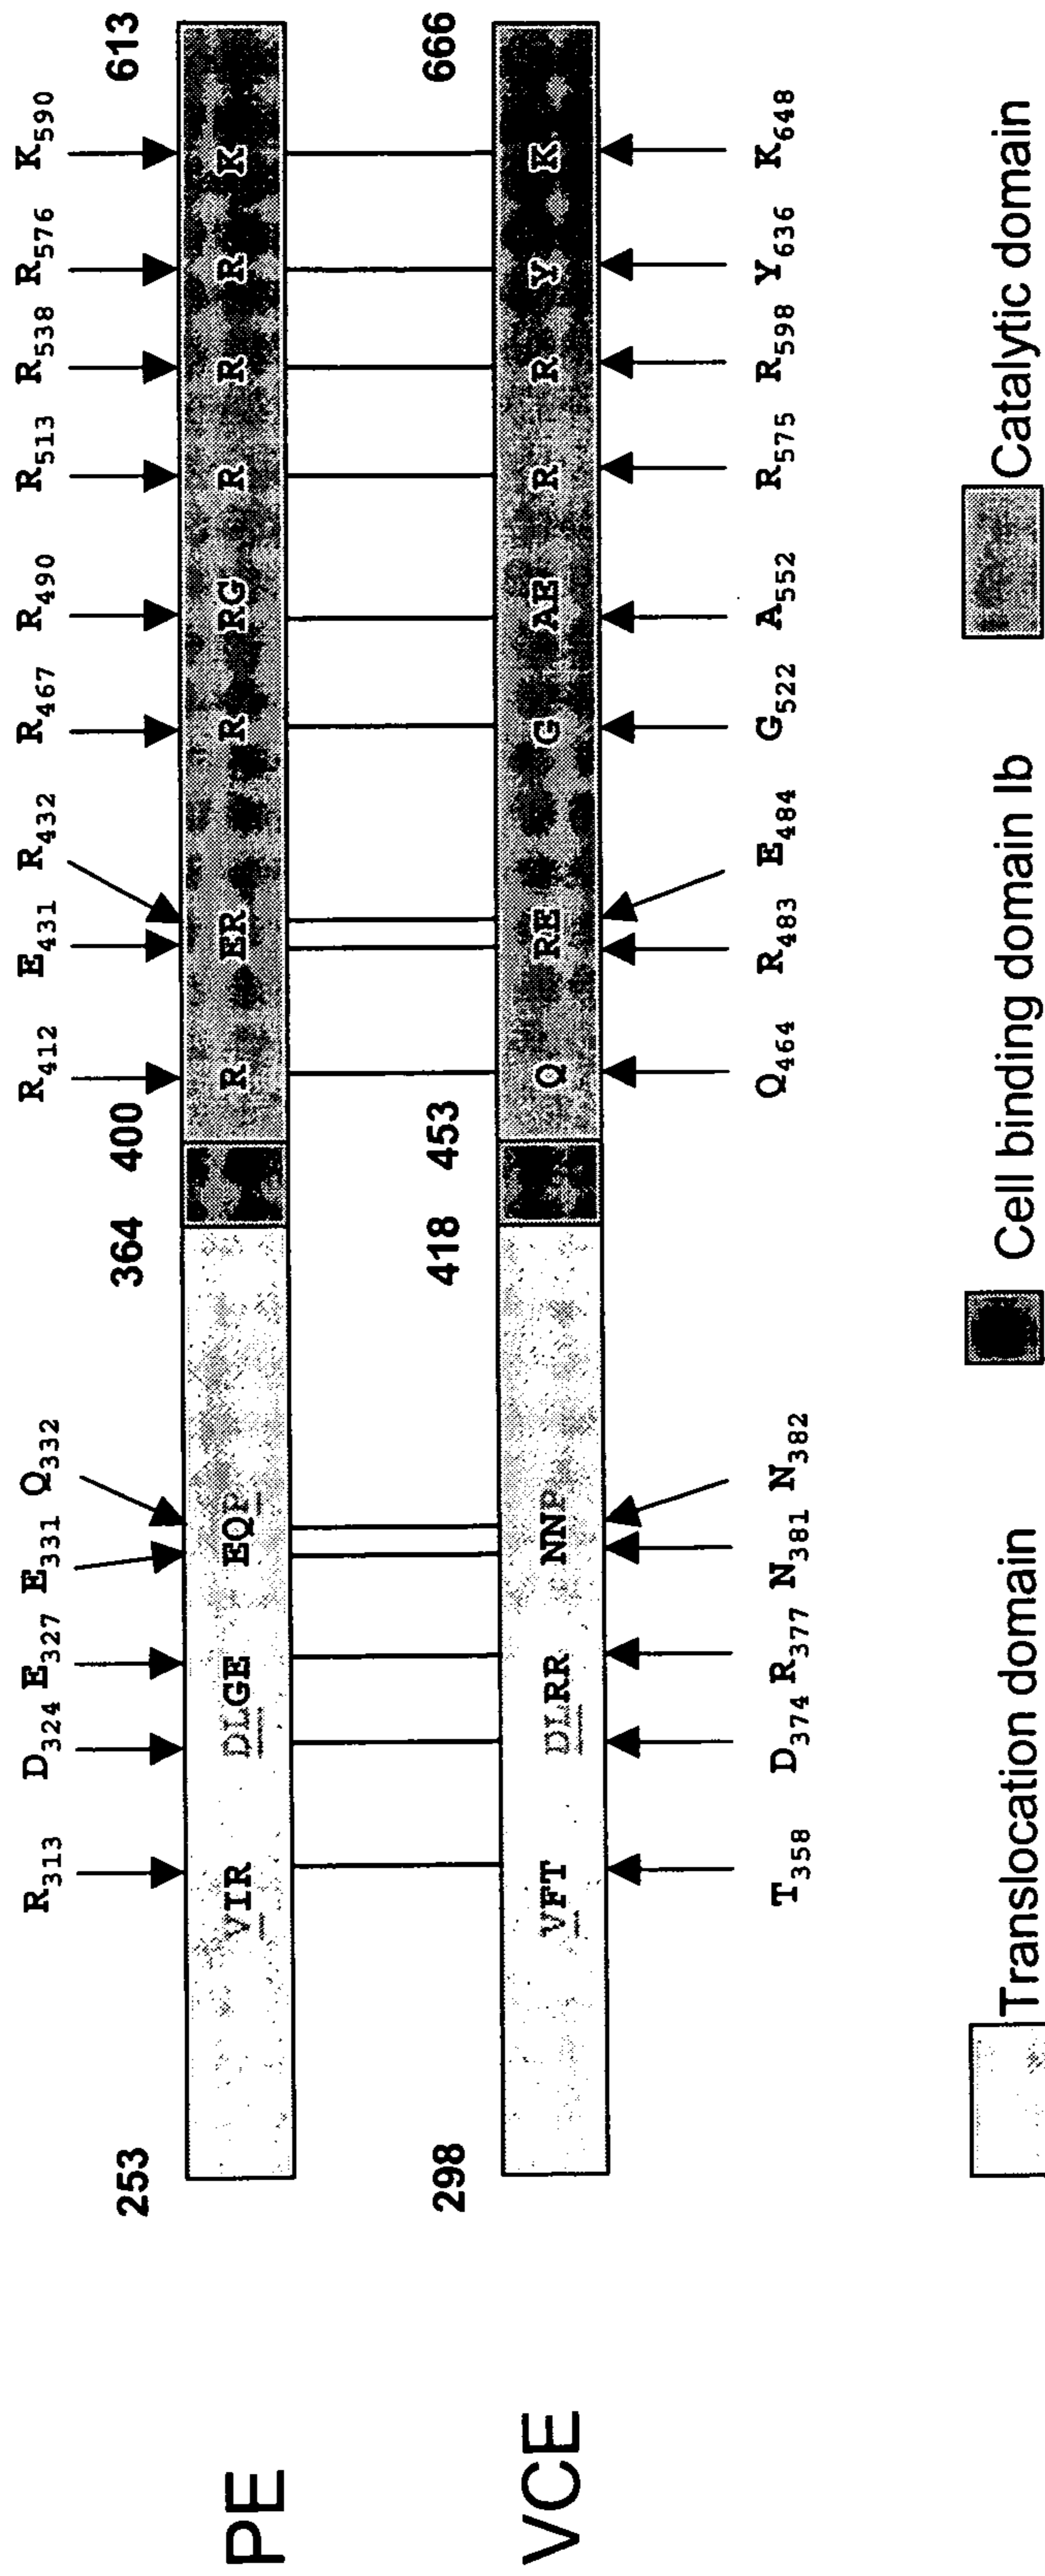 R313 D324 E327 E331 Q332 R412 E431 R432 R467 R490 R513 R538 R576 K590
253 364 400 613
PE VIR DLGE EQP R ER R RG R R R K
298 418 453 666
VCE VFT DLRR NNP Q RE G AE R R Y K
T358 D374 R377 N381 N382 Q464 R483 E484 G522 A552 R575 R598 Y636 K648
Translocation domain Cell binding domain Ib Catalytic domain